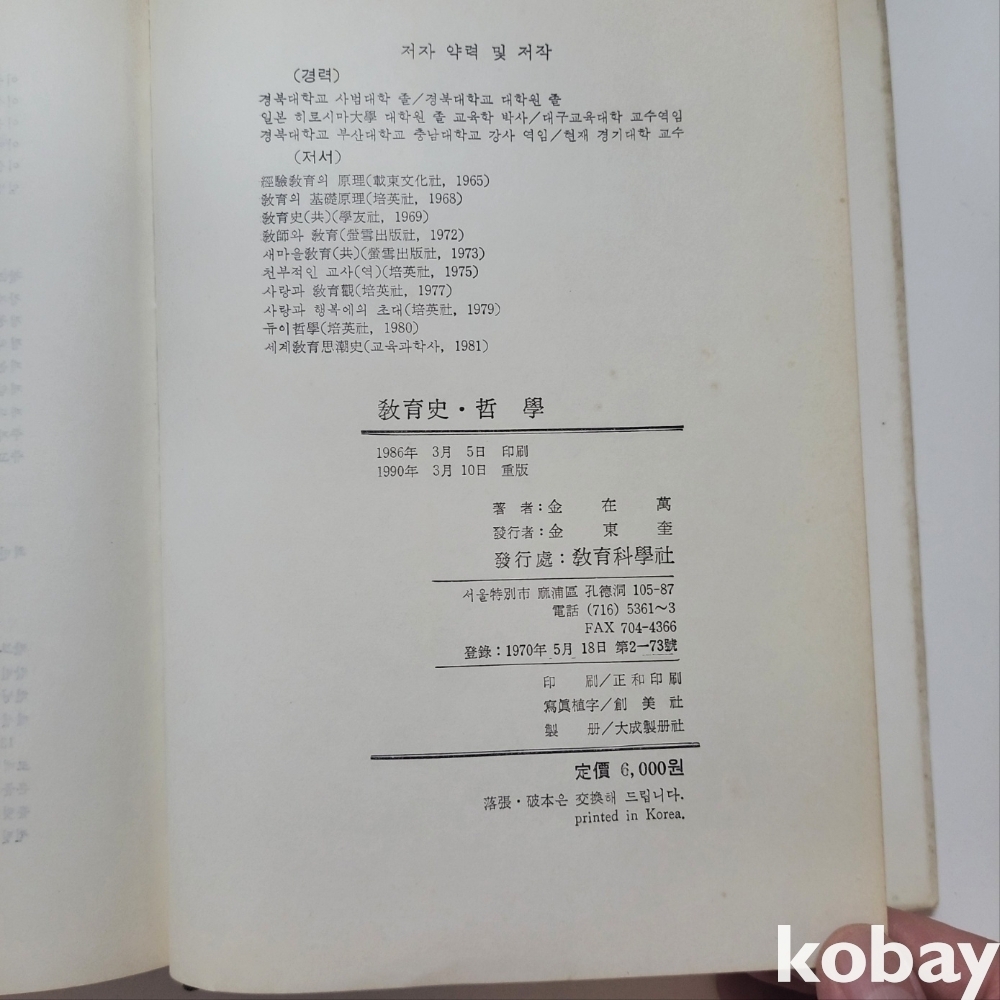 저자 약력 및 저작
(경력)
경북대학교 사범대학 졸/경북대학교 대학원 졸
일본 히로시마大學 대학원 졸 교육학 박사/대구교육대학 교수역임
경북대학교 부산대학교 충남대학교 강사 역임/현재 경기대학 교수
(저서)
經驗敎育의 原理(載東文化社, 1965)
敎育의 基礎原理(培英社, 1968)
敎育史(共)(學友社, 1969)
敎師와 敎育(螢雪出版社, 1972)
새마을敎育(共)(螢雪出版社, 1973)
천부적인 교사(역)(培英社, 1975)
사랑과 敎育觀(培英社, 1977)
사랑과 행복에의 초대(培英社, 1979)
듀이哲學(培英社, 1980)
세계敎育思潮史(교육과학사, 1981)
敎育史·哲 學
1986年 3月 5日 印刷
1990年 3月 10日 重版
著 者:金 在 萬
發行者:金 東 奎
發行處:敎育科學社
서울特別市 麻浦區 孔德洞 105-87
電話 (716) 5361~3
FAX 704-4366
登錄:1970年 5月 18日 第2-73號
印 刷/正和印刷
寫眞植字/創 美 社
製 册/大成製册社
定價 6,000원
落張·破本은 交換해 드립니다.
printed in Korea.
kobay